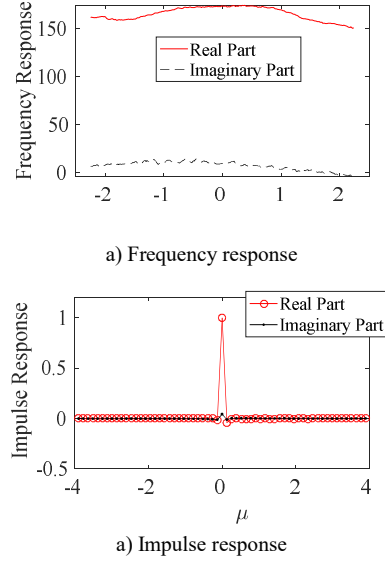 Frequency Response
150
100
50
0
Real Part
Imaginary Part
-2
-1
0
1
2
a) Frequency response
Impulse Response
1
0.5
0
-0.5
Real Part
Imaginary Part
-4
-2
0
2
4
μ
a) Impulse response